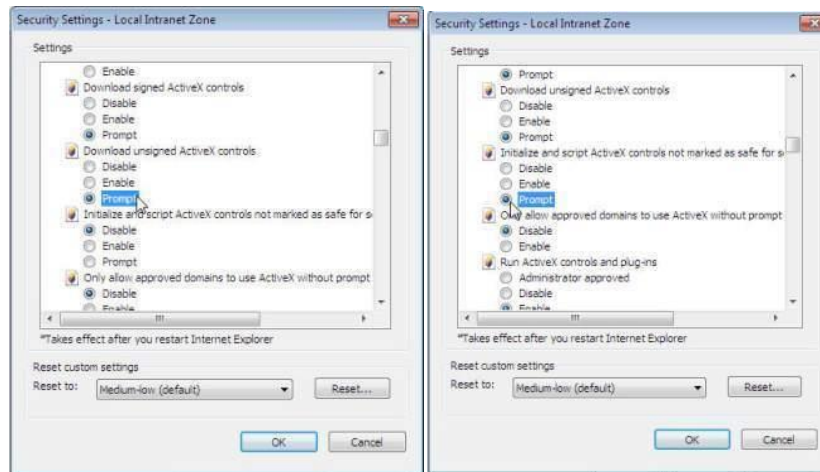 Security Settings - Local Intranet Zone
Settings
Enable
Download signed ActiveX controls
Disable
Enable
Prompt
Download unsigned ActiveX controls
Disable
Enable
Prompt
Initialize and script ActiveX controls not marked as safe for s
Disable
Enable
Prompt
Only allow approved domains to use ActiveX without prompt
Disable
Enable
*Takes effect after you restart Internet Explorer
Reset custom settings
Reset to:
Medium-low (default)
Reset...
OK
Cancel
Security Settings - Local Intranet Zone
Settings
Prompt
Download unsigned ActiveX controls
Disable
Enable
Prompt
Initialize and script ActiveX controls not marked as safe for s
Disable
Enable
Prompt
Only allow approved domains to use ActiveX without prompt
Disable
Enable
Run ActiveX controls and plug-ins
Administrator approved
Disable
Enable
*Takes effect after you restart Internet Explorer
Reset custom settings
Reset to:
Medium-low (default)
Reset...
OK
Cancel